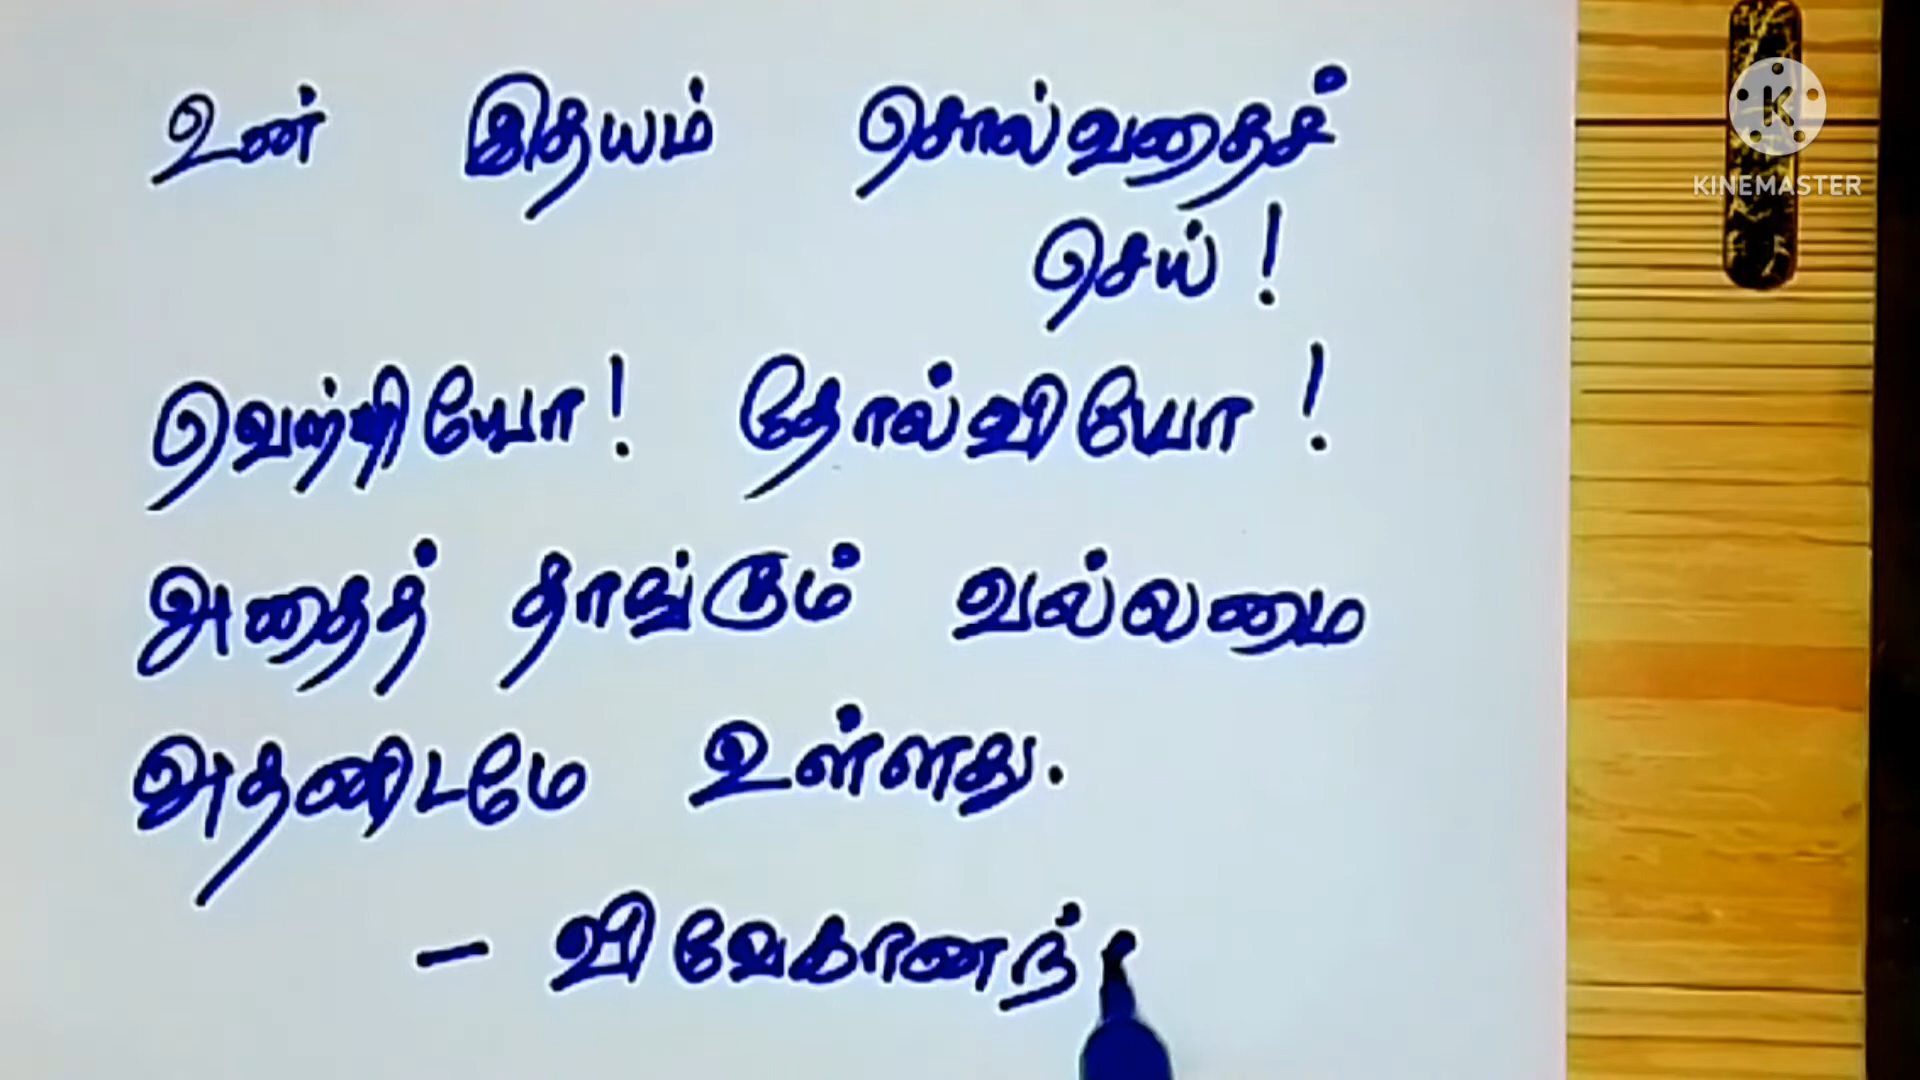 உன் இதயம் சொல்வதைச்
செய் !
வெற்றியோ ! தோல்வியோ !
அதைத் தாங்கும் வல்லமை
அதனிடமே உள்ளது.
- விவேகானந்
KINEMASTER